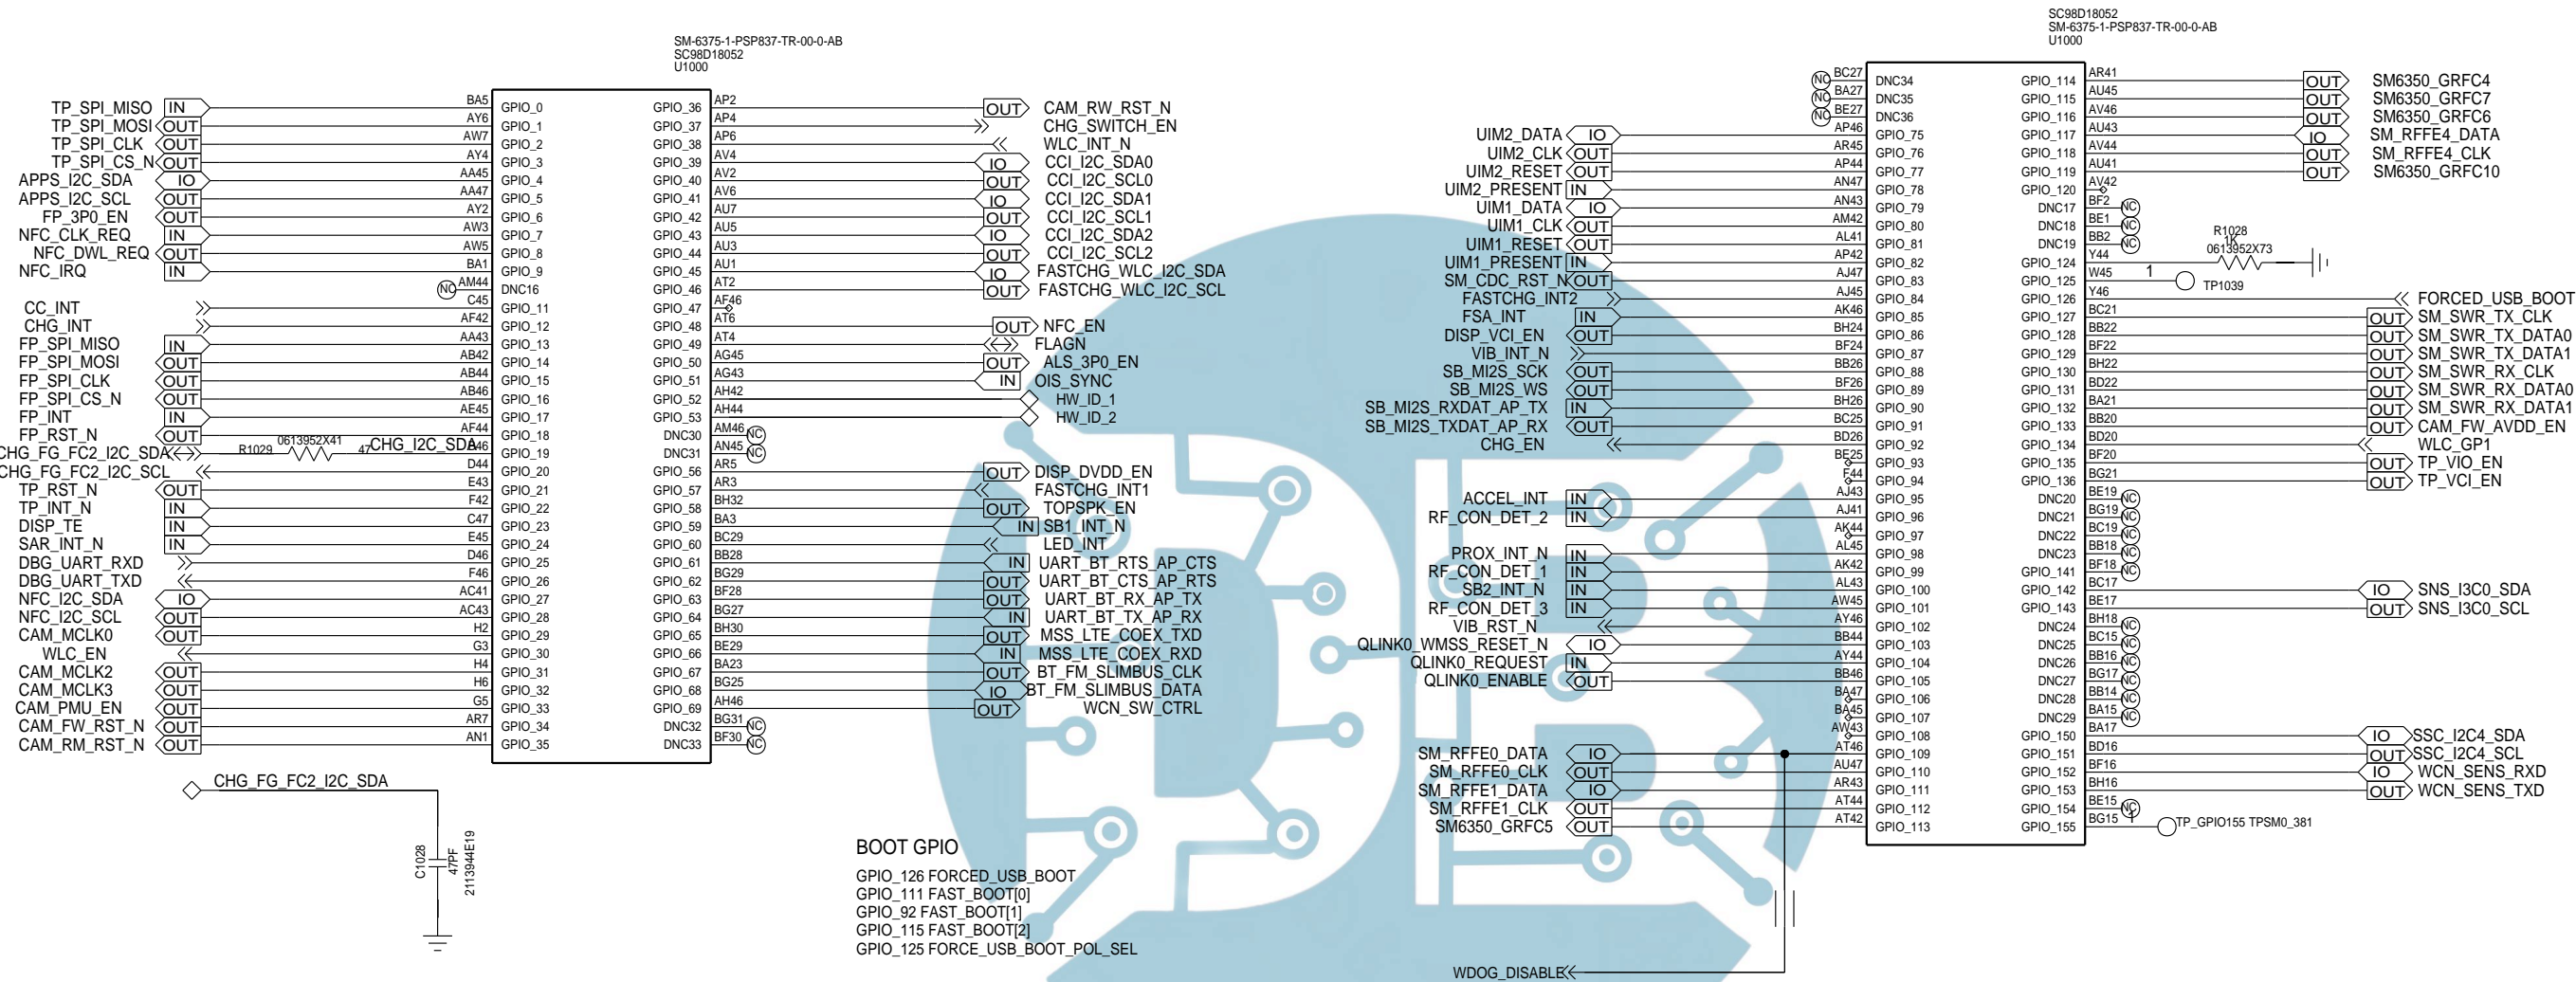 SM-6375-1-PSP837-TR-00-0-AB
SC98D18052
U1000
TP_SPI_MISO IN BA5 GPIO_0 GPIO_36 AP2 OUT CAM_RW_RST_N
TP_SPI_MOSI OUT AY6 GPIO_1 GPIO_37 AP4 CHG_SWITCH_EN
TP_SPI_CLK OUT AW7 GPIO_2 GPIO_38 AP6 WLC_INT_N
TP_SPI_CS_N OUT AY4 GPIO_3 GPIO_39 AV4 IO CCI_I2C_SDA0
APPS_I2C_SDA IO AA45 GPIO_4 GPIO_40 AV2 OUT CCI_I2C_SCL0
APPS_I2C_SCL OUT AA47 GPIO_5 GPIO_41 AV6 IO CCI_I2C_SDA1
FP_3P0_EN OUT AY2 GPIO_6 GPIO_42 AU7 OUT CCI_I2C_SCL1
NFC_CLK_REQ IN AW3 GPIO_7 GPIO_43 AU5 IO CCI_I2C_SDA2
NFC_DWL_REQ OUT AW5 GPIO_8 GPIO_44 AU3 OUT CCI_I2C_SCL2
NFC_IRQ IN BA1 GPIO_9 GPIO_45 AU1 IO FASTCHG_WLC_I2C_SDA
NC AM44 DNC16 GPIO_46 AT2 OUT FASTCHG_WLC_I2C_SCL
CC_INT C45 GPIO_11 GPIO_47 AF46
CHG_INT AF42 GPIO_12 GPIO_48 AT6 OUT NFC_EN
FP_SPI_MISO IN AA43 GPIO_13 GPIO_49 AT4 FLAGN
FP_SPI_MOSI OUT AB42 GPIO_14 GPIO_50 AG45 OUT ALS_3P0_EN
FP_SPI_CLK OUT AB44 GPIO_15 GPIO_51 AG43 IN OIS_SYNC
FP_SPI_CS_N OUT AB46 GPIO_16 GPIO_52 AH42 HW_ID_1
FP_INT IN AE45 GPIO_17 GPIO_53 AH44 HW_ID_2
FP_RST_N OUT AF44 GPIO_18 DNC30 AM46 NC
CHG_FG_FC2_I2C_SDA R1029 0613952X41 47 CHG_I2C_SDA A46 GPIO_19 DNC31 AN45 NC
CHG_FG_FC2_I2C_SCL D44 GPIO_20 GPIO_56 AR5 OUT DISP_DVDD_EN
TP_RST_N OUT E43 GPIO_21 GPIO_57 AR3 FASTCHG_INT1
TP_INT_N IN F42 GPIO_22 GPIO_58 BH32 OUT TOPSPK_EN
DISP_TE IN C47 GPIO_23 GPIO_59 BA3 IN SB1_INT_N
SAR_INT_N IN E45 GPIO_24 GPIO_60 BC29 LED_INT
DBG_UART_RXD D46 GPIO_25 GPIO_61 BB28 IN UART_BT_RTS_AP_CTS
DBG_UART_TXD F46 GPIO_26 GPIO_62 BG29 OUT UART_BT_CTS_AP_RTS
NFC_I2C_SDA IO AC41 GPIO_27 GPIO_63 BF28 OUT UART_BT_RX_AP_TX
NFC_I2C_SCL OUT AC43 GPIO_28 GPIO_64 BG27 IN UART_BT_TX_AP_RX
CAM_MCLK0 OUT H2 GPIO_29 GPIO_65 BH30 OUT MSS_LTE_COEX_TXD
WLC_EN G3 GPIO_30 GPIO_66 BE29 IN MSS_LTE_COEX_RXD
CAM_MCLK2 OUT H4 GPIO_31 GPIO_67 BA23 OUT BT_FM_SLIMBUS_CLK
CAM_MCLK3 OUT H6 GPIO_32 GPIO_68 BG25 IO BT_FM_SLIMBUS_DATA
CAM_PMU_EN OUT G5 GPIO_33 GPIO_69 AH46 OUT WCN_SW_CTRL
CAM_FW_RST_N OUT AR7 GPIO_34 DNC32 BG31 NC
CAM_RM_RST_N OUT AN1 GPIO_35 DNC33 BF30 NC
CHG_FG_FC2_I2C_SDA
C1028
47PF
2113944E19
BOOT GPIO
GPIO_126 FORCED_USB_BOOT
GPIO_111 FAST_BOOT[0]
GPIO_92 FAST_BOOT[1]
GPIO_115 FAST_BOOT[2]
GPIO_125 FORCE_USB_BOOT_POL_SEL
SC98D18052
SM-6375-1-PSP837-TR-00-0-AB
U1000
NC BC27 DNC34 GPIO_114 AR41 OUT SM6350_GRFC4
NC BA27 DNC35 GPIO_115 AU45 OUT SM6350_GRFC7
NC BE27 DNC36 GPIO_116 AV46 OUT SM6350_GRFC6
UIM2_DATA IO AP46 GPIO_75 GPIO_117 AU43 IO SM_RFFE4_DATA
UIM2_CLK OUT AR45 GPIO_76 GPIO_118 AV44 OUT SM_RFFE4_CLK
UIM2_RESET OUT AP44 GPIO_77 GPIO_119 AU41 OUT SM6350_GRFC10
UIM2_PRESENT IN AN47 GPIO_78 GPIO_120 AV42
UIM1_DATA IO AN43 GPIO_79 DNC17 BF2 NC
UIM1_CLK OUT AM42 GPIO_80 DNC18 BE1 NC
UIM1_RESET OUT AL41 GPIO_81 DNC19 BB2 NC
UIM1_PRESENT IN AP42 GPIO_82 GPIO_124 Y44 R1028 1K 0613952X73
SM_CDC_RST_N OUT AJ47 GPIO_83 GPIO_125 W45 1 TP1039
FASTCHG_INT2 AJ45 GPIO_84 GPIO_126 Y46 FORCED_USB_BOOT
FSA_INT IN AK46 GPIO_85 GPIO_127 BC21 OUT SM_SWR_TX_CLK
DISP_VCI_EN OUT BH24 GPIO_86 GPIO_128 BB22 OUT SM_SWR_TX_DATA0
VIB_INT_N BF24 GPIO_87 GPIO_129 BF22 OUT SM_SWR_TX_DATA1
SB_MI2S_SCK OUT BB26 GPIO_88 GPIO_130 BH22 OUT SM_SWR_RX_CLK
SB_MI2S_WS OUT BF26 GPIO_89 GPIO_131 BD22 OUT SM_SWR_RX_DATA0
SB_MI2S_RXDAT_AP_TX IN BH26 GPIO_90 GPIO_132 BA21 OUT SM_SWR_RX_DATA1
SB_MI2S_TXDAT_AP_RX OUT BC25 GPIO_91 GPIO_133 BB20 OUT CAM_FW_AVDD_EN
CHG_EN BD26 GPIO_92 GPIO_134 BD20 WLC_GP1
BE25 GPIO_93 GPIO_135 BF20 OUT TP_VIO_EN
F44 GPIO_94 GPIO_136 BG21 OUT TP_VCI_EN
ACCEL_INT IN AJ43 GPIO_95 DNC20 BE19 NC
RF_CON_DET_2 IN AJ41 GPIO_96 DNC21 BG19 NC
AK44 GPIO_97 DNC22 BC19 NC
PROX_INT_N IN AL45 GPIO_98 DNC23 BB18 NC
RF_CON_DET_1 IN AK42 GPIO_99 GPIO_141 BF18 NC
SB2_INT_N IN AL43 GPIO_100 GPIO_142 BC17 IO SNS_I3C0_SDA
RF_CON_DET_3 IN AW45 GPIO_101 GPIO_143 BE17 OUT SNS_I3C0_SCL
VIB_RST_N AY46 GPIO_102 DNC24 BH18 NC
QLINK0_WMSS_RESET_N IO BB44 GPIO_103 DNC25 BC15 NC
QLINK0_REQUEST IN AY44 GPIO_104 DNC26 BB16 NC
QLINK0_ENABLE OUT BB46 GPIO_105 DNC27 BG17 NC
BA47 GPIO_106 DNC28 BB14 NC
BA45 GPIO_107 DNC29 BA15 NC
AW43 GPIO_108 GPIO_150 BA17 IO SSC_I2C4_SDA
SM_RFFE0_DATA IO AT46 GPIO_109 GPIO_151 BD16 OUT SSC_I2C4_SCL
SM_RFFE0_CLK OUT AU47 GPIO_110 GPIO_152 BF16 IO WCN_SENS_RXD
SM_RFFE1_DATA IO AR43 GPIO_111 GPIO_153 BH16 OUT WCN_SENS_TXD
SM_RFFE1_CLK OUT AT44 GPIO_112 GPIO_154 BE15 NC
SM6350_GRFC5 OUT AT42 GPIO_113 GPIO_155 BG15 1 TP_GPIO155 TPSM0_381
WDOG_DISABLE